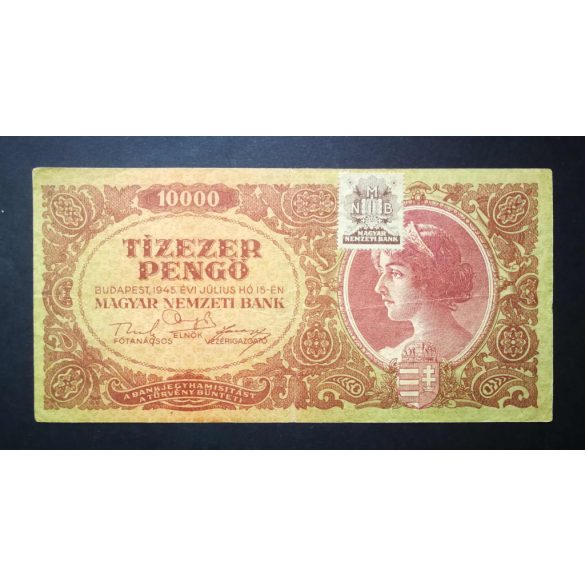 10000
TÍZEZER
PENGŐ
BUDAPEST, 1945. ÉVI JÚLIUS HÓ 15-ÉN
MAGYAR NEMZETI BANK
FŐTANÁCSOS ELNÖK VEZÉRIGAZGATÓ
A BANKJEGYHAMISÍTÁST
A TÖRVÉNY BÜNTETI
M
N B
MAGYAR
NEMZETI BANK